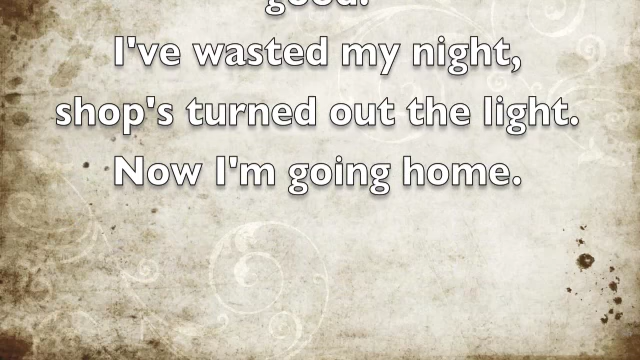 good.
I've wasted my night,
shop's turned out the light.
Now I'm going home.